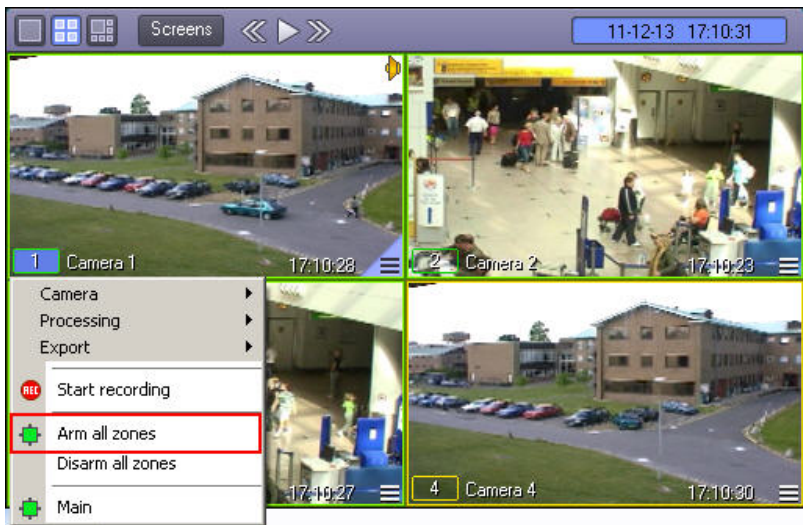 Screens
11-12-13 17:10:31
1 Camera 1 17:10:28
2 Camera 2 17:10:23
Camera
Processing
Export
REC Start recording
Arm all zones
Disarm all zones
Main
17:10:27
4 Camera 4 17:10:30